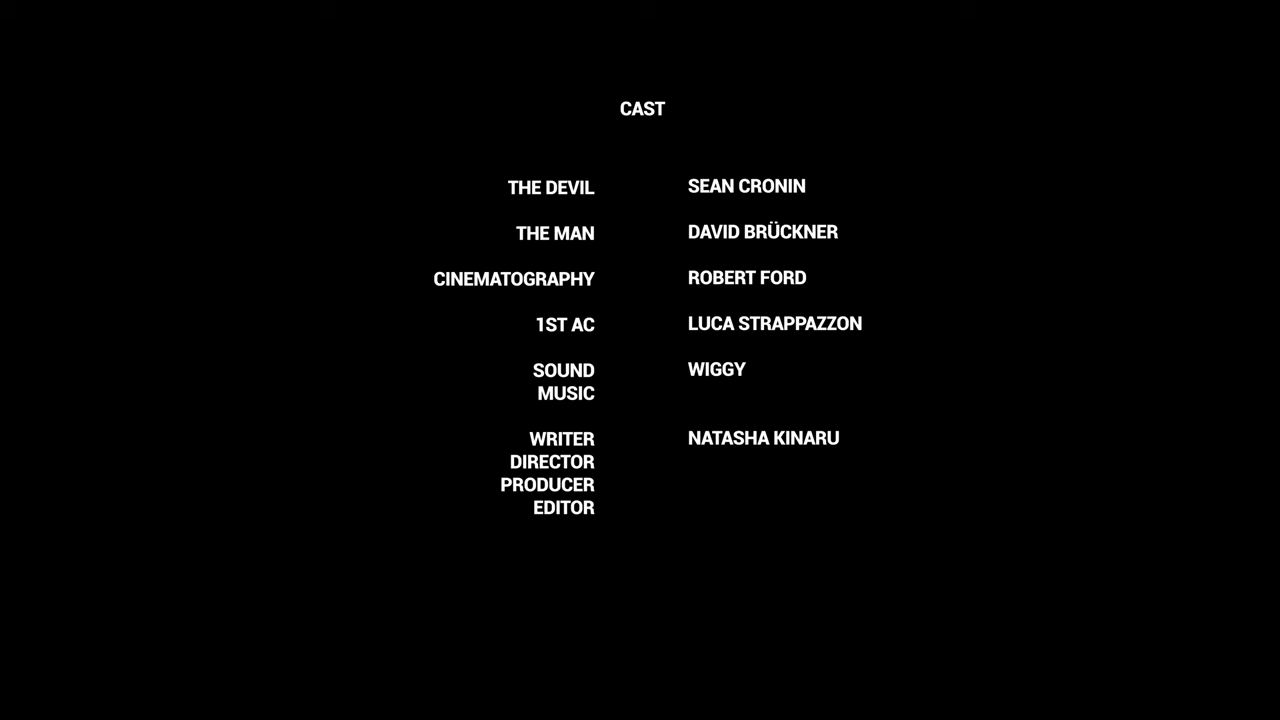 CAST
THE DEVIL SEAN CRONIN
THE MAN DAVID BRÜCKNER
CINEMATOGRAPHY ROBERT FORD
1ST AC LUCA STRAPPAZZON
SOUND WIGGY
MUSIC
WRITER NATASHA KINARU
DIRECTOR
PRODUCER
EDITOR